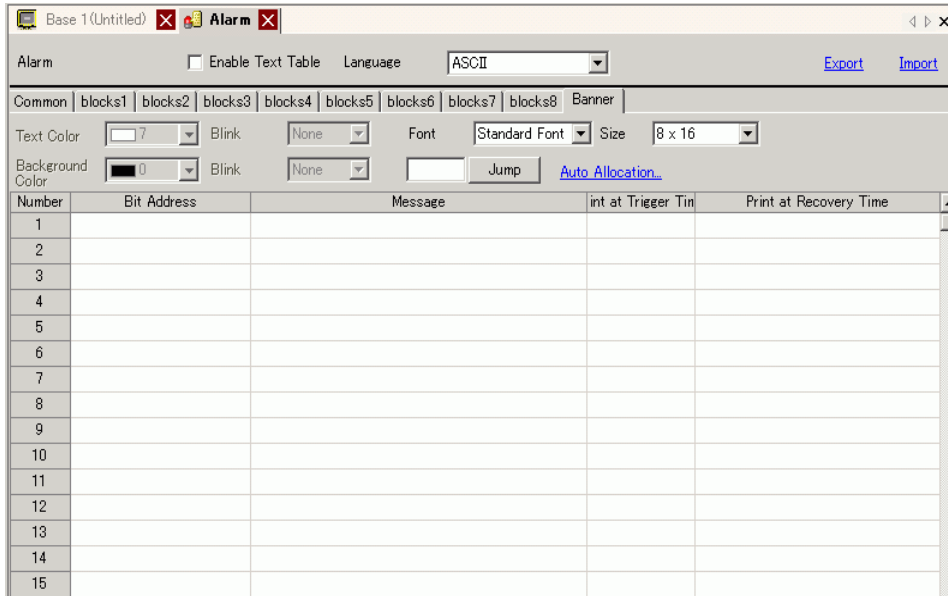 Base 1(Untitled) Alarm
Alarm Enable Text Table Language ASCII Export Import
Common blocks1 blocks2 blocks3 blocks4 blocks5 blocks6 blocks7 blocks8 Banner
Text Color 7 Blink None Font Standard Font Size 8 x 16
Background Color 0 Blink None Jump Auto Allocation...
Number Bit Address Message int at Trigger Tin Print at Recovery Time
1
2
3
4
5
6
7
8
9
10
11
12
13
14
15